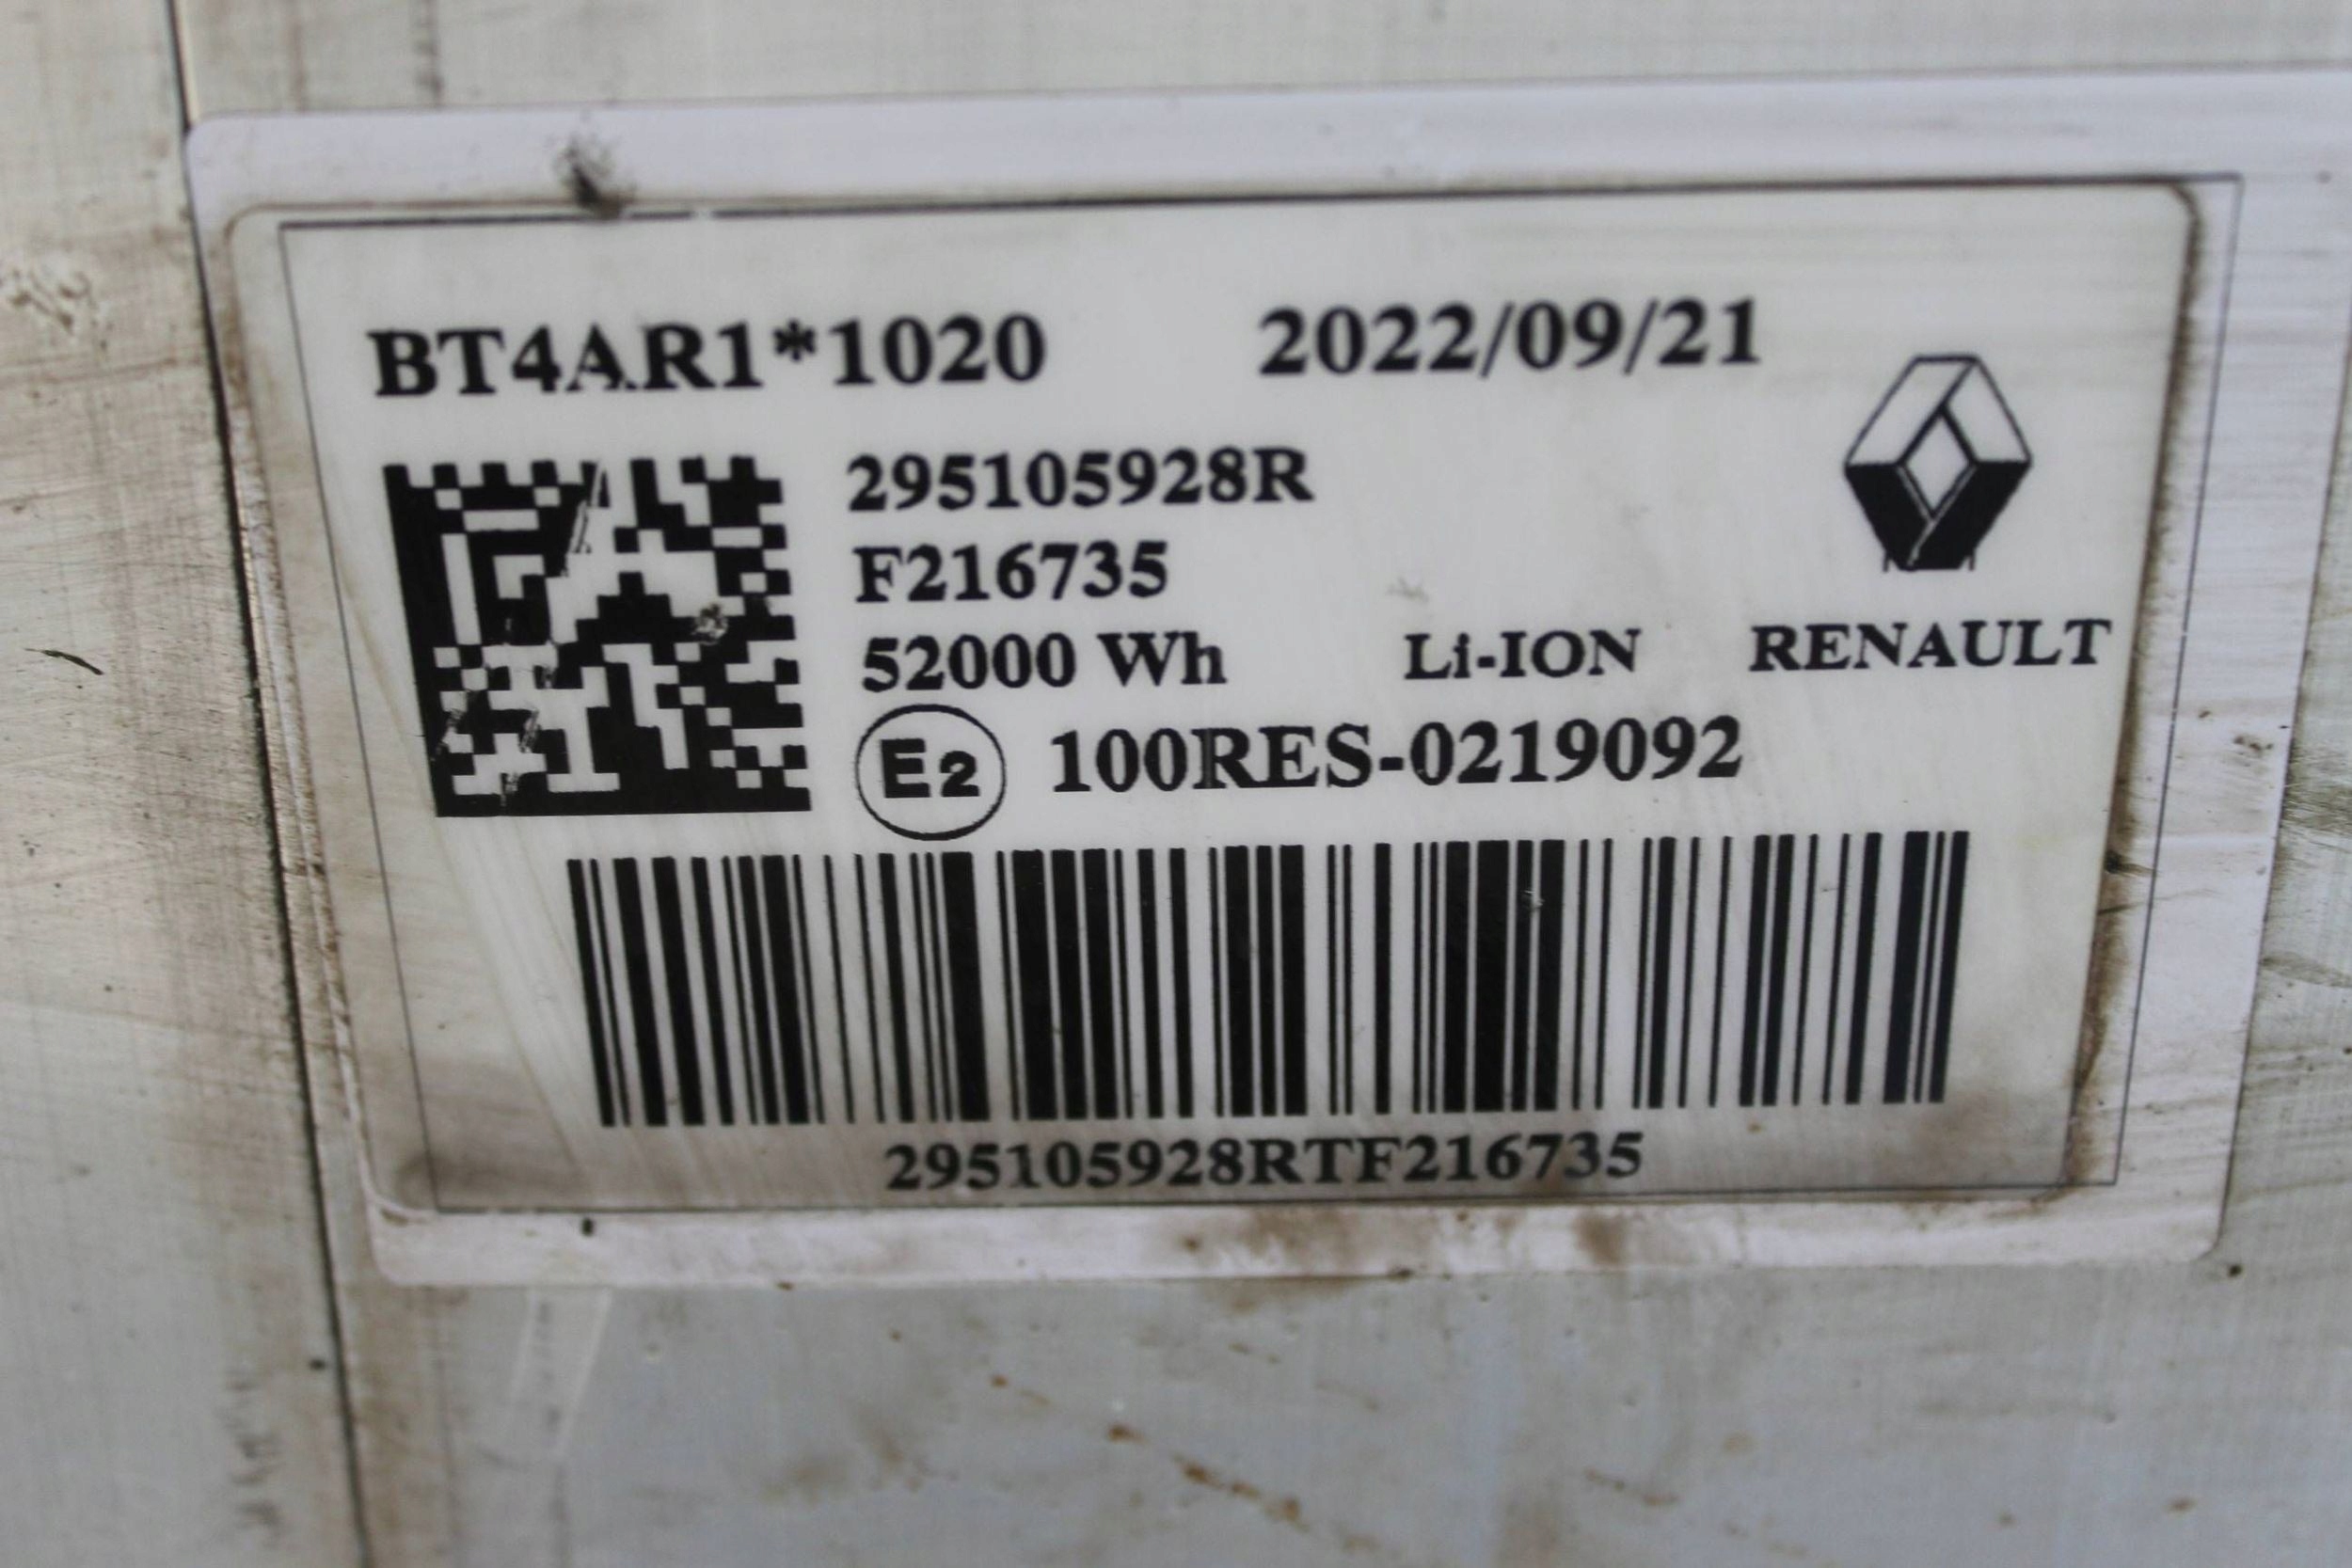 BT4AR1*1020 2022/09/21
295105928R
F216735
52000 Wh Li-ION RENAULT
E2 100RES-0219092
295105928RTF216735